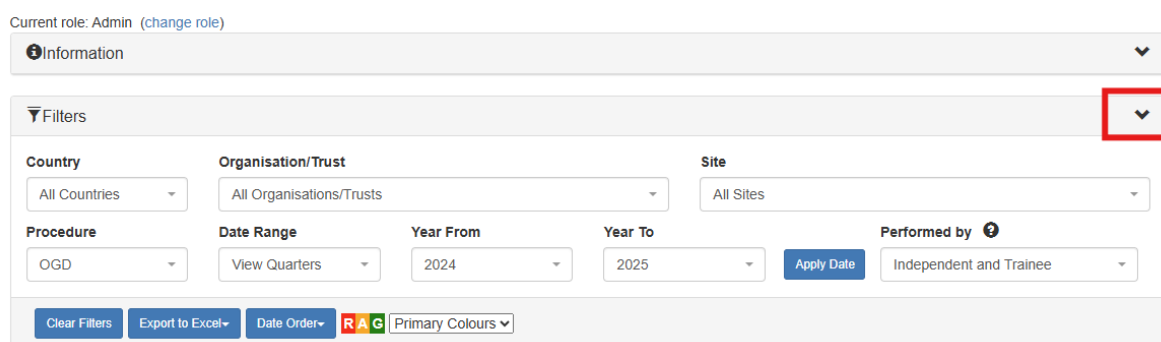 Current role: Admin (change role)
Information
Filters
Country Organisation/Trust Site
All Countries All Organisations/Trusts All Sites
Procedure Date Range Year From Year To Performed by
OGD View Quarters 2024 2025 Apply Date Independent and Trainee
Clear Filters Export to Excel Date Order R A G Primary Colours